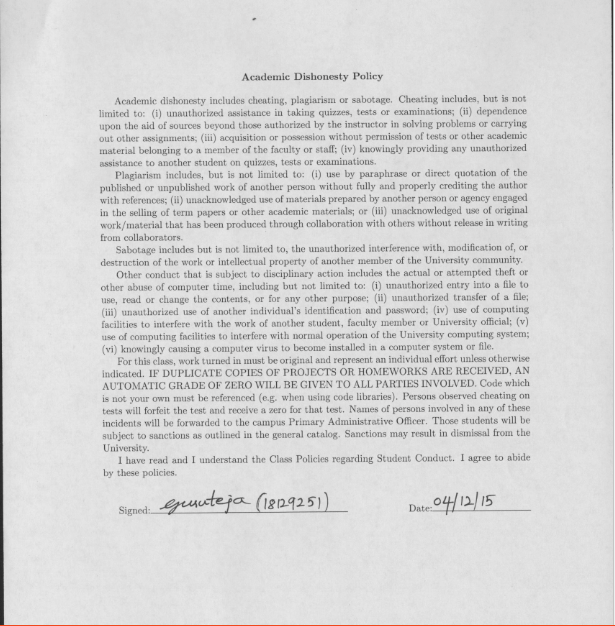 Academic Dishonesty Policy
Academic dishonesty includes cheating, plagiarism or sabotage. Cheating includes, but is not
limited to: (i) unauthorized assistance in taking quizzes, tests or examinations; (ii) dependence
upon the aid of sources beyond those authorized by the instructor in solving problems or carrying
out other assignments; (iii) acquisition or possession without permission of tests or other academic
material belonging to a member of the faculty or staff; (iv) knowingly providing any unauthorized
assistance to another student on quizzes, tests or examinations.
Plagiarism includes, but is not limited to: (i) use by paraphrase or direct quotation of the
published or unpublished work of another person without fully and properly crediting the author
with references; (ii) unacknowledged use of materials prepared by another person or agency engaged
in the selling of term papers or other academic materials; or (iii) unacknowledged use of original
work/material that has been produced through collaboration with others without release in writing
from collaborators.
Sabotage includes but is not limited to, the unauthorized interference with, modification of, or
destruction of the work or intellectual property of another member of the University community.
Other conduct that is subject to disciplinary action includes the actual or attempted theft or
other abuse of computer time, including but not limited to: (i) unauthorized entry into a file to
use, read or change the contents, or for any other purpose; (ii) unauthorized transfer of a file;
(iii) unauthorized use of another individual's identification and password; (iv) use of computing
facilities to interfere with the work of another student, faculty member or University official; (v)
use of computing facilities to interfere with normal operation of the University computing system;
(vi) knowingly causing a computer virus to become installed in a computer system or file.
For this class, work turned in must be original and represent an individual effort unless otherwise
indicated. IF DUPLICATE COPIES OF PROJECTS OR HOMEWORKS ARE RECEIVED, AN
AUTOMATIC GRADE OF ZERO WILL BE GIVEN TO ALL PARTIES INVOLVED. Code which
is not your own must be referenced (e.g. when using code libraries). Persons observed cheating on
tests will forfeit the test and receive a zero for that test. Names of persons involved in any of these
incidents will be forwarded to the campus Primary Administrative Officer. Those students will be
subject to sanctions as outlined in the general catalog. Sanctions may result in dismissal from the
University.
I have read and I understand the Class Policies regarding Student Conduct. I agree to abide
by these policies.
Signed: (18129251) Date: 04/12/15